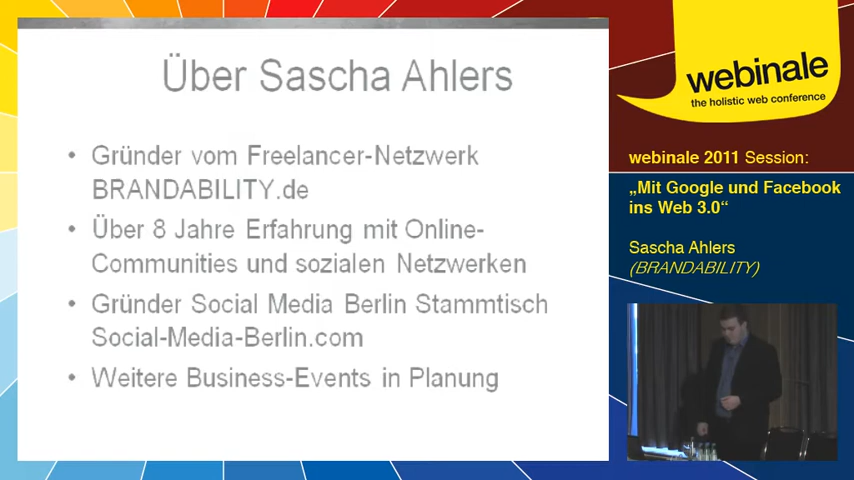 Über Sascha Ahlers
• Gründer vom Freelancer-Netzwerk
BRANDABILITY.de
• Über 8 Jahre Erfahrung mit Online-
Communities und sozialen Netzwerken
• Gründer Social Media Berlin Stammtisch
Social-Media-Berlin.com
• Weitere Business-Events in Planung
webinale
the holistic web conference
webinale 2011 Session:
„Mit Google und Facebook
ins Web 3.0“
Sascha Ahlers
(BRANDABILITY)